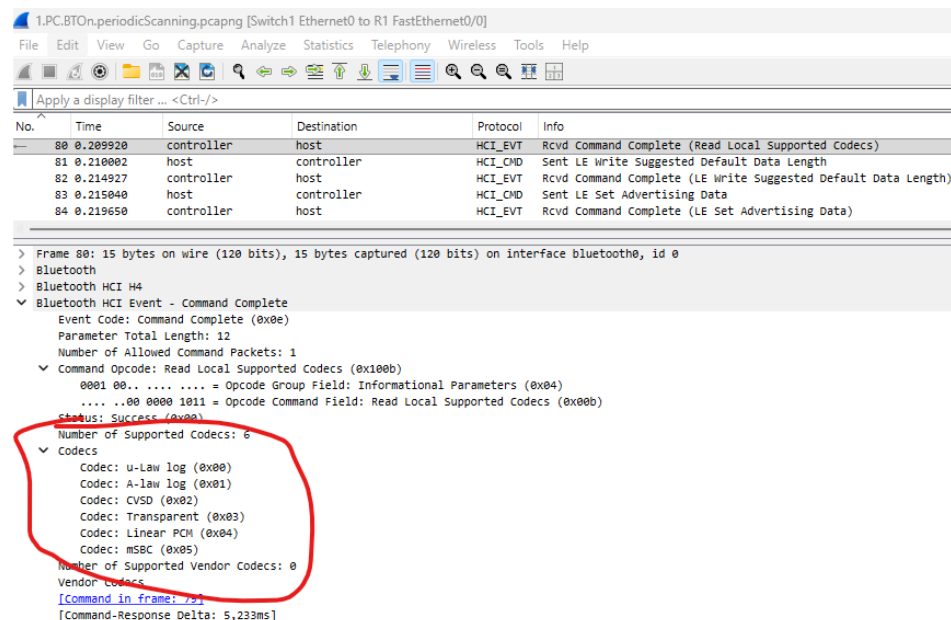 1.PC.BTOn.periodicScanning.pcapng [Switch1 Ethernet0 to R1 FastEthernet0/0]
File Edit View Go Capture Analyze Statistics Telephony Wireless Tools Help
Apply a display filter ... <Ctrl-/>
No. Time Source Destination Protocol Info
80 0.209920 controller host HCI_EVT Rcvd Command Complete (Read Local Supported Codecs)
81 0.210002 host controller HCI_CMD Sent LE Write Suggested Default Data Length
82 0.214927 controller host HCI_EVT Rcvd Command Complete (LE Write Suggested Default Data Length)
83 0.215040 host controller HCI_CMD Sent LE Set Advertising Data
84 0.219650 controller host HCI_EVT Rcvd Command Complete (LE Set Advertising Data)
Frame 80: 15 bytes on wire (120 bits), 15 bytes captured (120 bits) on interface bluetooth0, id 0
Bluetooth
Bluetooth HCI H4
Bluetooth HCI Event - Command Complete
Event Code: Command Complete (0x0e)
Parameter Total Length: 12
Number of Allowed Command Packets: 1
Command Opcode: Read Local Supported Codecs (0x100b)
0001 00.. .... .... = Opcode Group Field: Informational Parameters (0x04)
.... ..00 0000 1011 = Opcode Command Field: Read Local Supported Codecs (0x00b)
Status: Success (0x00)
Number of Supported Codecs: 6
Codecs
Codec: u-Law log (0x00)
Codec: A-law log (0x01)
Codec: CVSD (0x02)
Codec: Transparent (0x03)
Codec: Linear PCM (0x04)
Codec: mSBC (0x05)
Number of Supported Vendor Codecs: 0
Vendor Codecs
[Command in frame: 79]
[Command-Response Delta: 5,233ms]